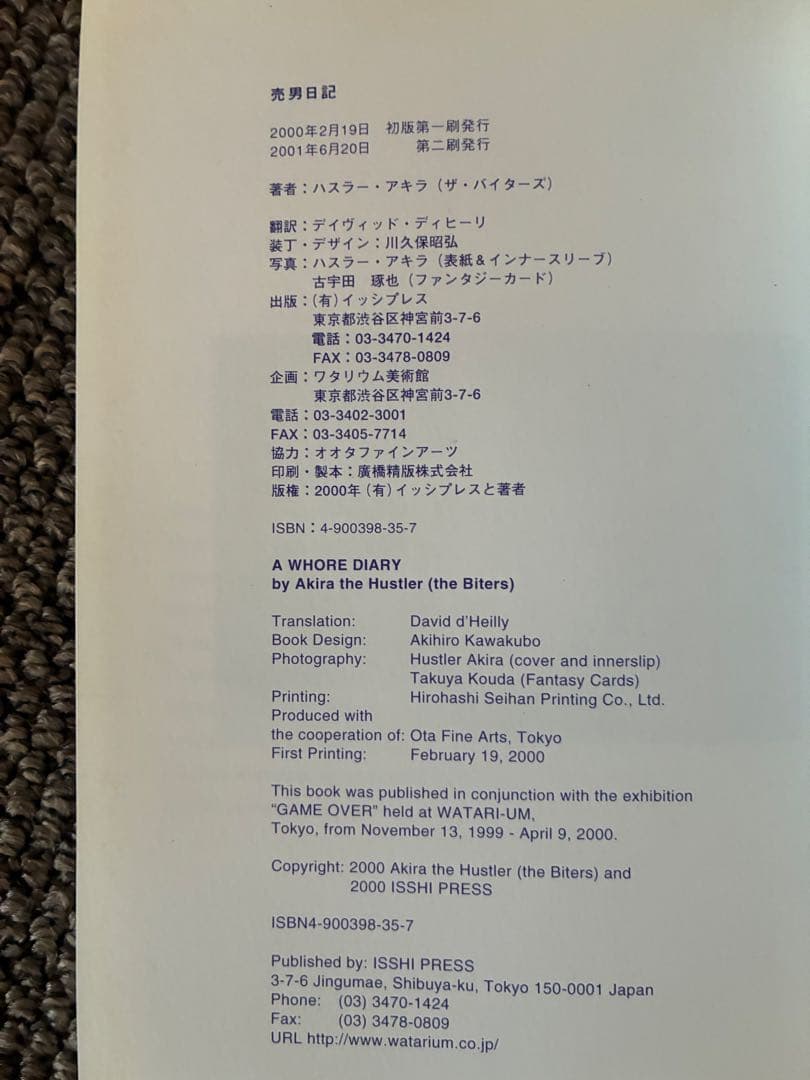 売男日記
2000年2月19日　初版第一刷発行
2001年6月20日　　　第二刷発行
著者：ハスラー・アキラ（ザ・バイターズ）
翻訳：デイヴィッド・ディヒーリ
装丁・デザイン：川久保昭弘
写真：ハスラー・アキラ（表紙＆インナースリーブ）
古宇田　琢也（ファンタジーカード）
出版：（有）イッシプレス
東京都渋谷区神宮前3-7-6
電話：03-3470-1424
FAX：03-3478-0809
企画：ワタリウム美術館
東京都渋谷区神宮前3-7-6
電話：03-3402-3001
FAX：03-3405-7714
協力：オオタファインアーツ
印刷・製本：廣橋精版株式会社
版権：2000年（有）イッシプレスと著者
ISBN：4-900398-35-7
A WHORE DIARY
by Akira the Hustler (the Biters)
Translation: David d'Heilly
Book Design: Akihiro Kawakubo
Photography: Hustler Akira (cover and innerslip)
Takuya Kouda (Fantasy Cards)
Printing: Hirohashi Seihan Printing Co., Ltd.
Produced with
the cooperation of: Ota Fine Arts, Tokyo
First Printing: February 19, 2000
This book was published in conjunction with the exhibition
“GAME OVER” held at WATARI-UM,
Tokyo, from November 13, 1999 - April 9, 2000.
Copyright: 2000 Akira the Hustler (the Biters) and
2000 ISSHI PRESS
ISBN4-900398-35-7
Published by: ISSHI PRESS
3-7-6 Jingumae, Shibuya-ku, Tokyo 150-0001 Japan
Phone: (03) 3470-1424
Fax: (03) 3478-0809
URL http://www.watarium.co.jp/